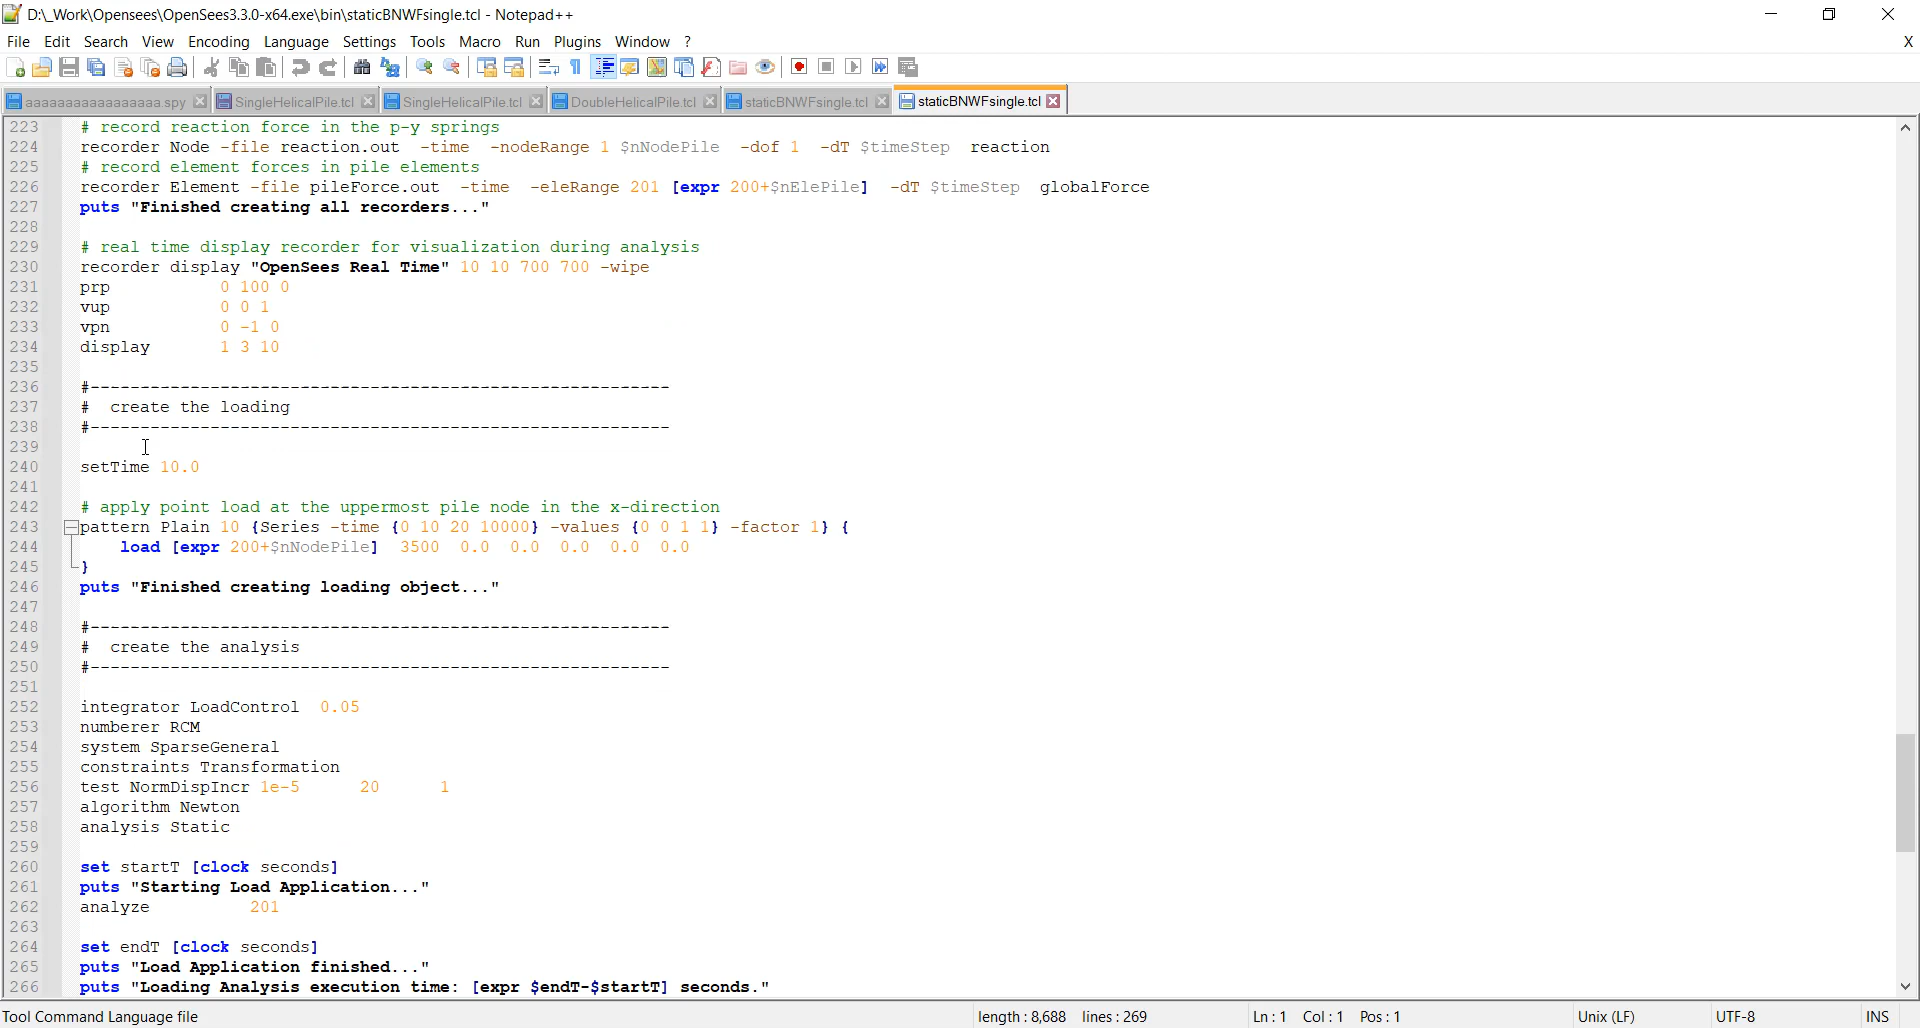 D:\_Work\Opensees\OpenSees3.3.0-x64.exe\bin\staticBNWFsingle.tcl - Notepad++
File Edit Search View Encoding Language Settings Tools Macro Run Plugins Window ? X
aaaaaaaaaaaaaaaaa.spy SingleHelicalPile.tcl SingleHelicalPile.tcl DoubleHelicalPile.tcl staticBNWFsingle.tcl staticBNWFsingle.tcl
223 # record reaction force in the p-y springs
224 recorder Node -file reaction.out -time -nodeRange 1 $nNodePile -dof 1 -dT $timeStep reaction
225 # record element forces in pile elements
226 recorder Element -file pileForce.out -time -eleRange 201 [expr 200+$nElePile] -dT $timeStep globalForce
227 puts "Finished creating all recorders..."
228
229 # real time display recorder for visualization during analysis
230 recorder display "OpenSees Real Time" 10 10 700 700 -wipe
231 prp 0 100 0
232 vup 0 0 1
233 vpn 0 -1 0
234 display 1 3 10
235
236 #----------------------------------------------------------
237 # create the loading
238 #----------------------------------------------------------
239
240 setTime 10.0
241
242 # apply point load at the uppermost pile node in the x-direction
243 pattern Plain 10 {Series -time {0 10 20 10000} -values {0 0 1 1} -factor 1} {
244 load [expr 200+$nNodePile] 3500 0.0 0.0 0.0 0.0 0.0
245 }
246 puts "Finished creating loading object..."
247
248 #----------------------------------------------------------
249 # create the analysis
250 #----------------------------------------------------------
251
252 integrator LoadControl 0.05
253 numberer RCM
254 system SparseGeneral
255 constraints Transformation
256 test NormDispIncr 1e-5 20 1
257 algorithm Newton
258 analysis Static
259
260 set startT [clock seconds]
261 puts "Starting Load Application..."
262 analyze 201
263
264 set endT [clock seconds]
265 puts "Load Application finished..."
266 puts "Loading Analysis execution time: [expr $endT-$startT] seconds."
Tool Command Language file length : 8,688 lines : 269 Ln : 1 Col : 1 Pos : 1 Unix (LF) UTF-8 INS